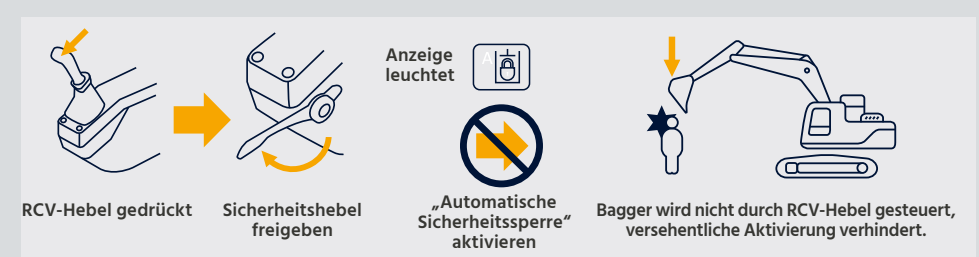 Anzeige
leuchtet
A
RCV-Hebel gedrückt
Sicherheitshebel
freigeben
„Automatische
Sicherheitssperre“
aktivieren
Bagger wird nicht durch RCV-Hebel gesteuert,
versehentliche Aktivierung verhindert.